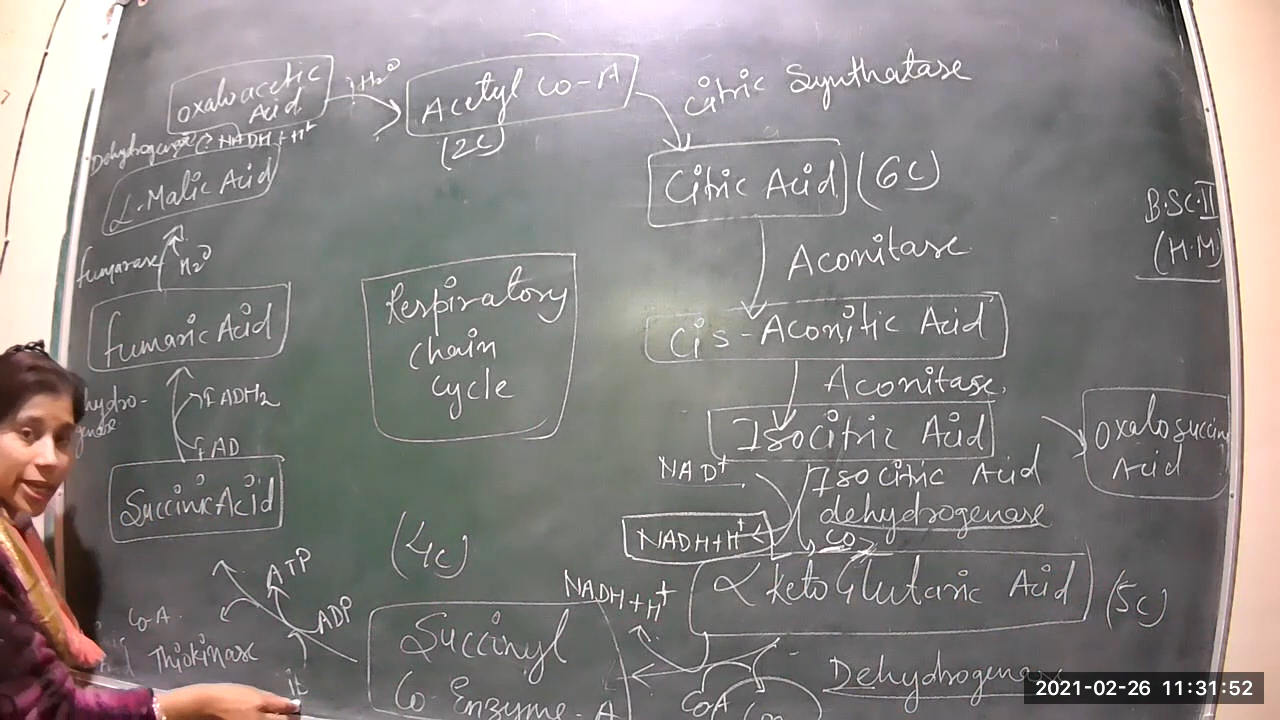 Oxaloacetic
Acid
H2O
Acetyl Co-A
(2C)
Citric Synthatase
Dehydrogenase
NADH+H+
L-Malic Acid
Citric Acid (6C)
B.SC.II
(H.M)
fumarase
H2O
Aconitase
fumaric Acid
Respiratory
chain
cycle
Cis-Aconitic Acid
Aconitase
FADH2
FAD
Isocitric Acid
Oxalosuccin
Acid
NAD+
Isocitric Acid
dehydrogenase
Succinic Acid
NADH+H+
CO2
(4C)
α keto Glutaric Acid
(5C)
ATP
ADP
NADH+H+
Co-A
Thiokinase
Succinyl
Co-Enzyme-A
CoA
Dehydrogenase
2021-02-26 11:31:52